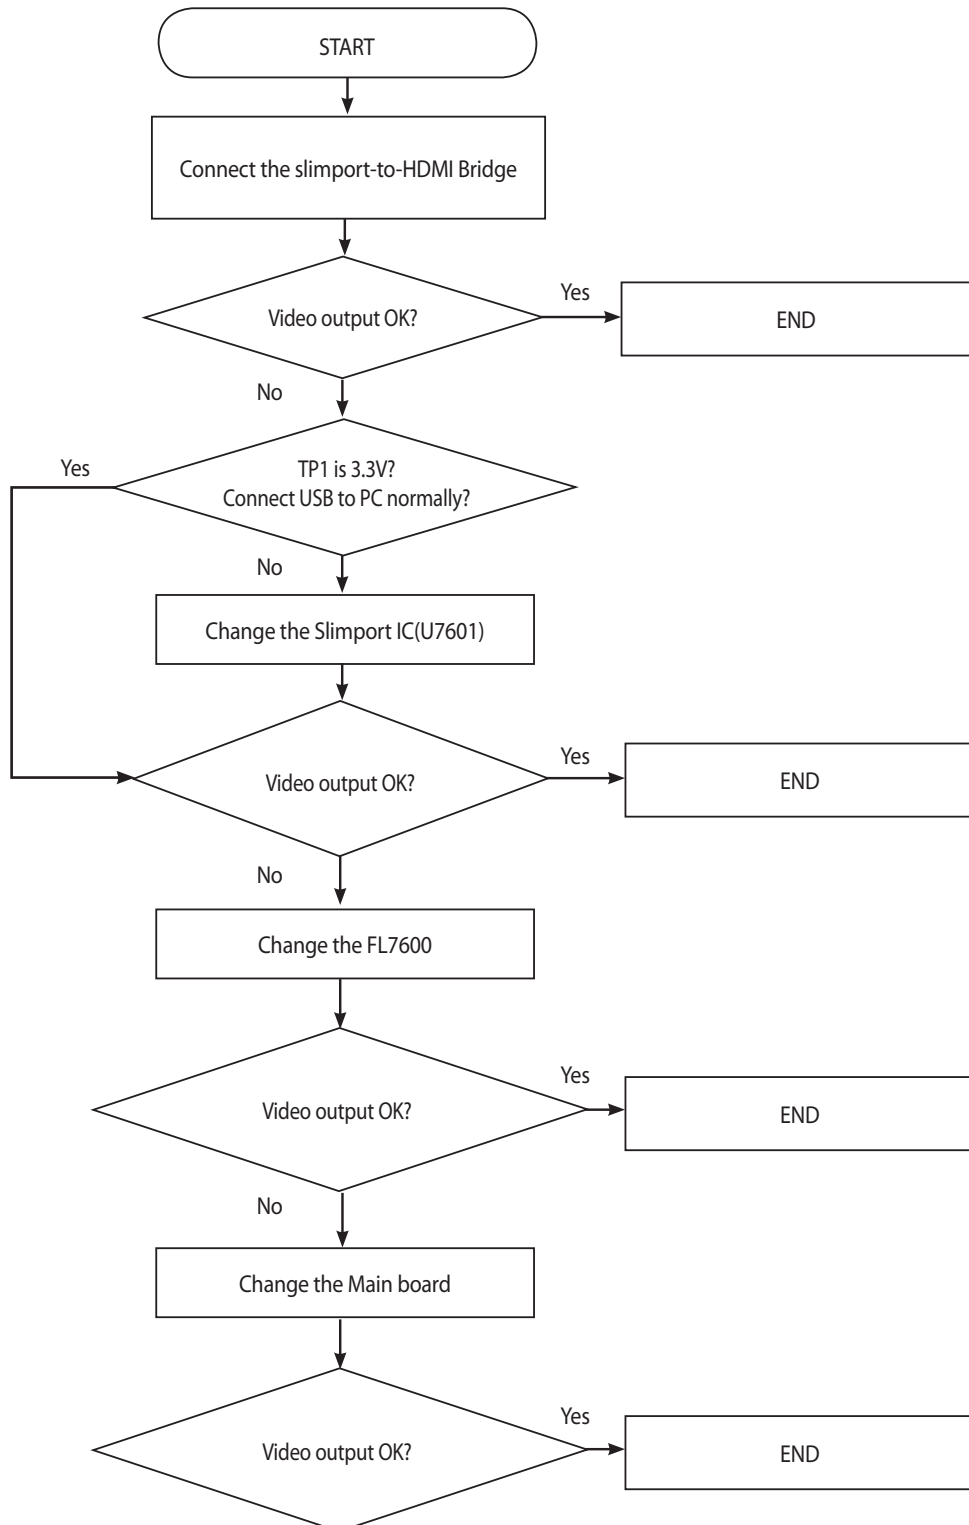 START
Connect the slimport-to-HDMI Bridge
Video output OK?
Yes
END
No
TP1 is 3.3V?
Connect USB to PC normally?
Yes
No
Change the Slimport IC(U7601)
Video output OK?
Yes
END
No
Change the FL7600
Video output OK?
Yes
END
No
Change the Main board
Video output OK?
Yes
END